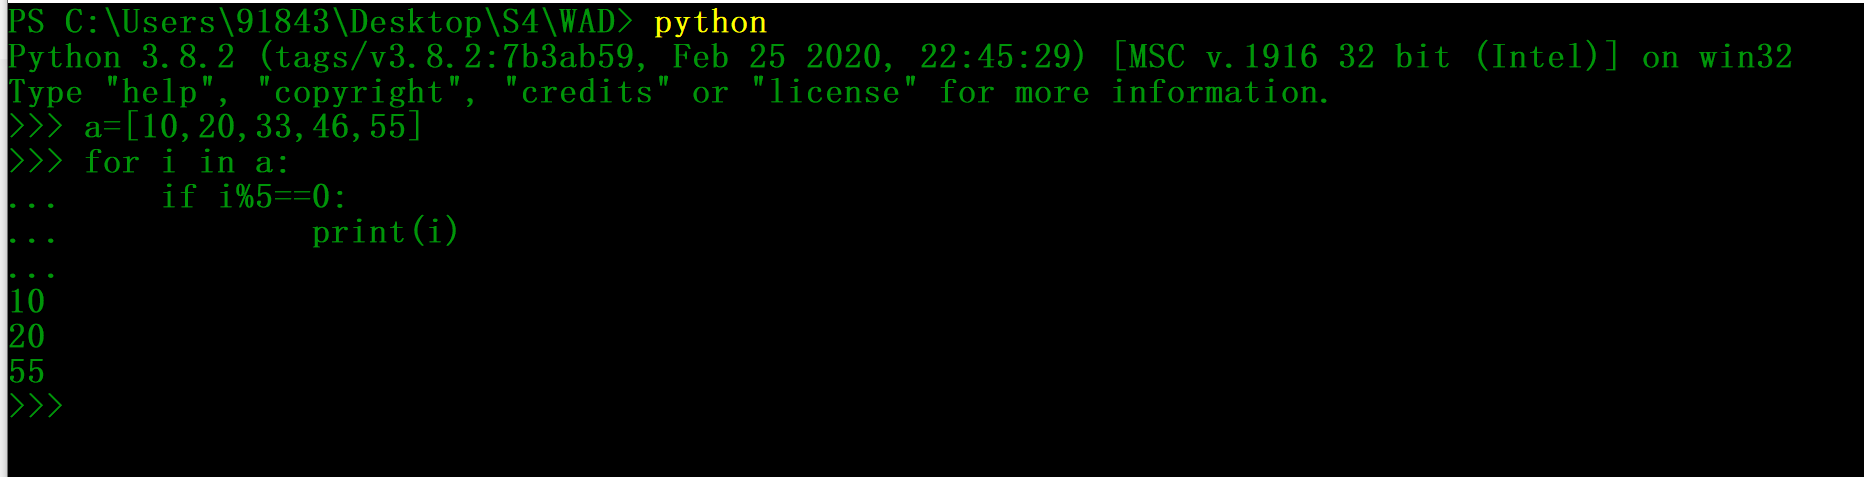 PS C:\Users\91843\Desktop\S4\WAD> python
Python 3.8.2 (tags/v3.8.2:7b3ab59, Feb 25 2020, 22:45:29) [MSC v.1916 32 bit (Intel)] on win32
Type "help", "copyright", "credits" or "license" for more information.
>>> a=[10,20,33,46,55]
>>> for i in a:
...     if i%5==0:
...             print(i)
...
10
20
55
>>>